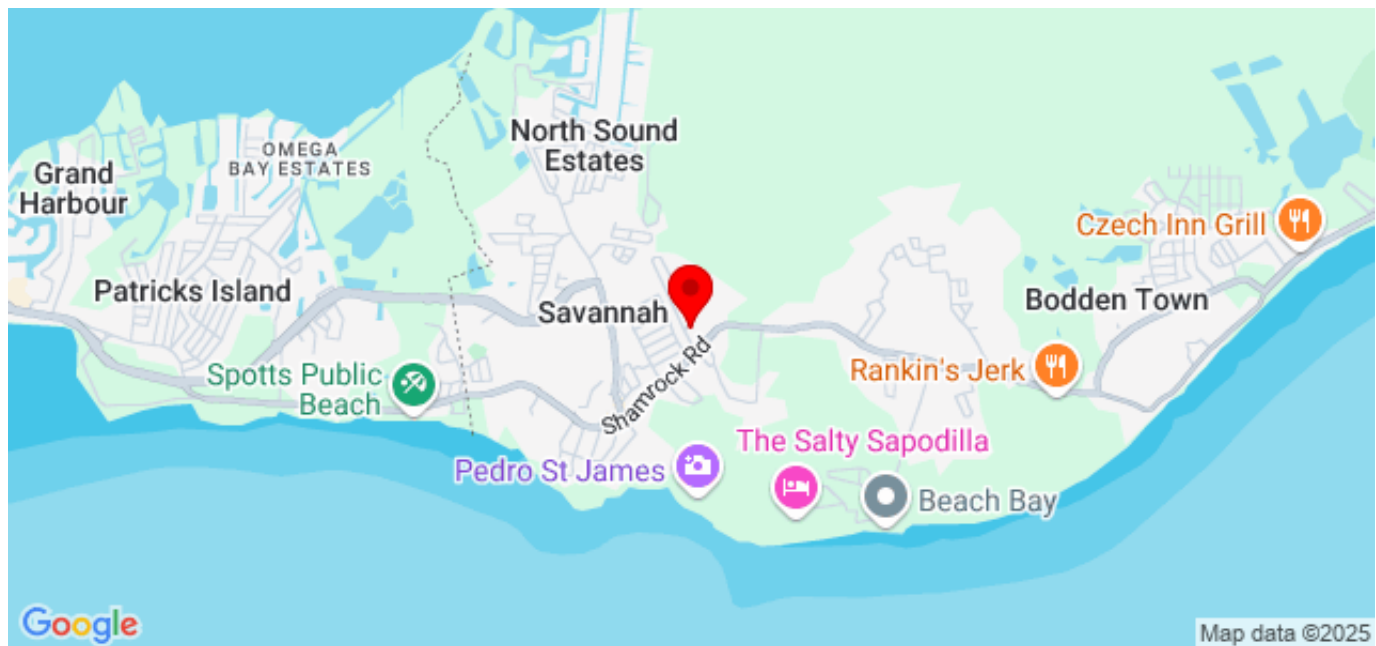 North Sound
Estates
OMEGA
BAY ESTATES
Grand
Harbour
Czech Inn Grill
Patricks Island
Savannah
Bodden Town
Shamrock Rd
Spotts Public
Beach
Rankin's Jerk
The Salty Sapodilla
Pedro St James
Beach Bay
Google
Map data ©2025